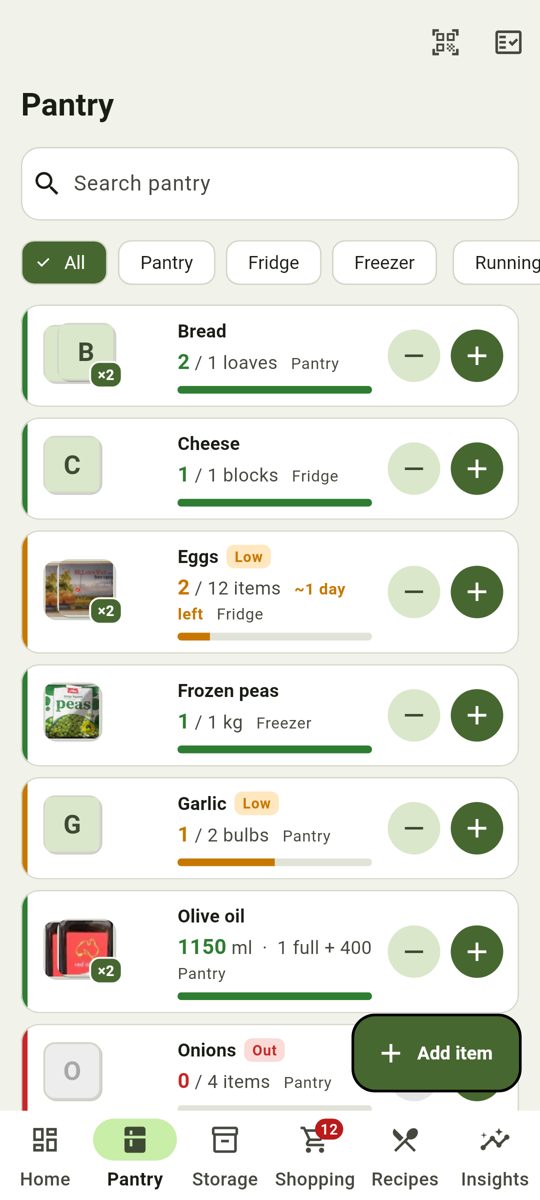 Pantry
Search pantry
All
Pantry
Fridge
Freezer
Running
Bread
B
×2
2 / 1 loaves Pantry
Cheese
C
1 / 1 blocks Fridge
Eggs Low
2 / 12 items ~1 day
left Fridge
×2
Frozen peas
peas
1 / 1 kg Freezer
Garlic Low
G
1 / 2 bulbs Pantry
Olive oil
1150 ml · 1 full + 400
Pantry
×2
Onions Out
O
0 / 4 items Pantry
Add item
12
Home
Pantry
Storage
Shopping
Recipes
Insights